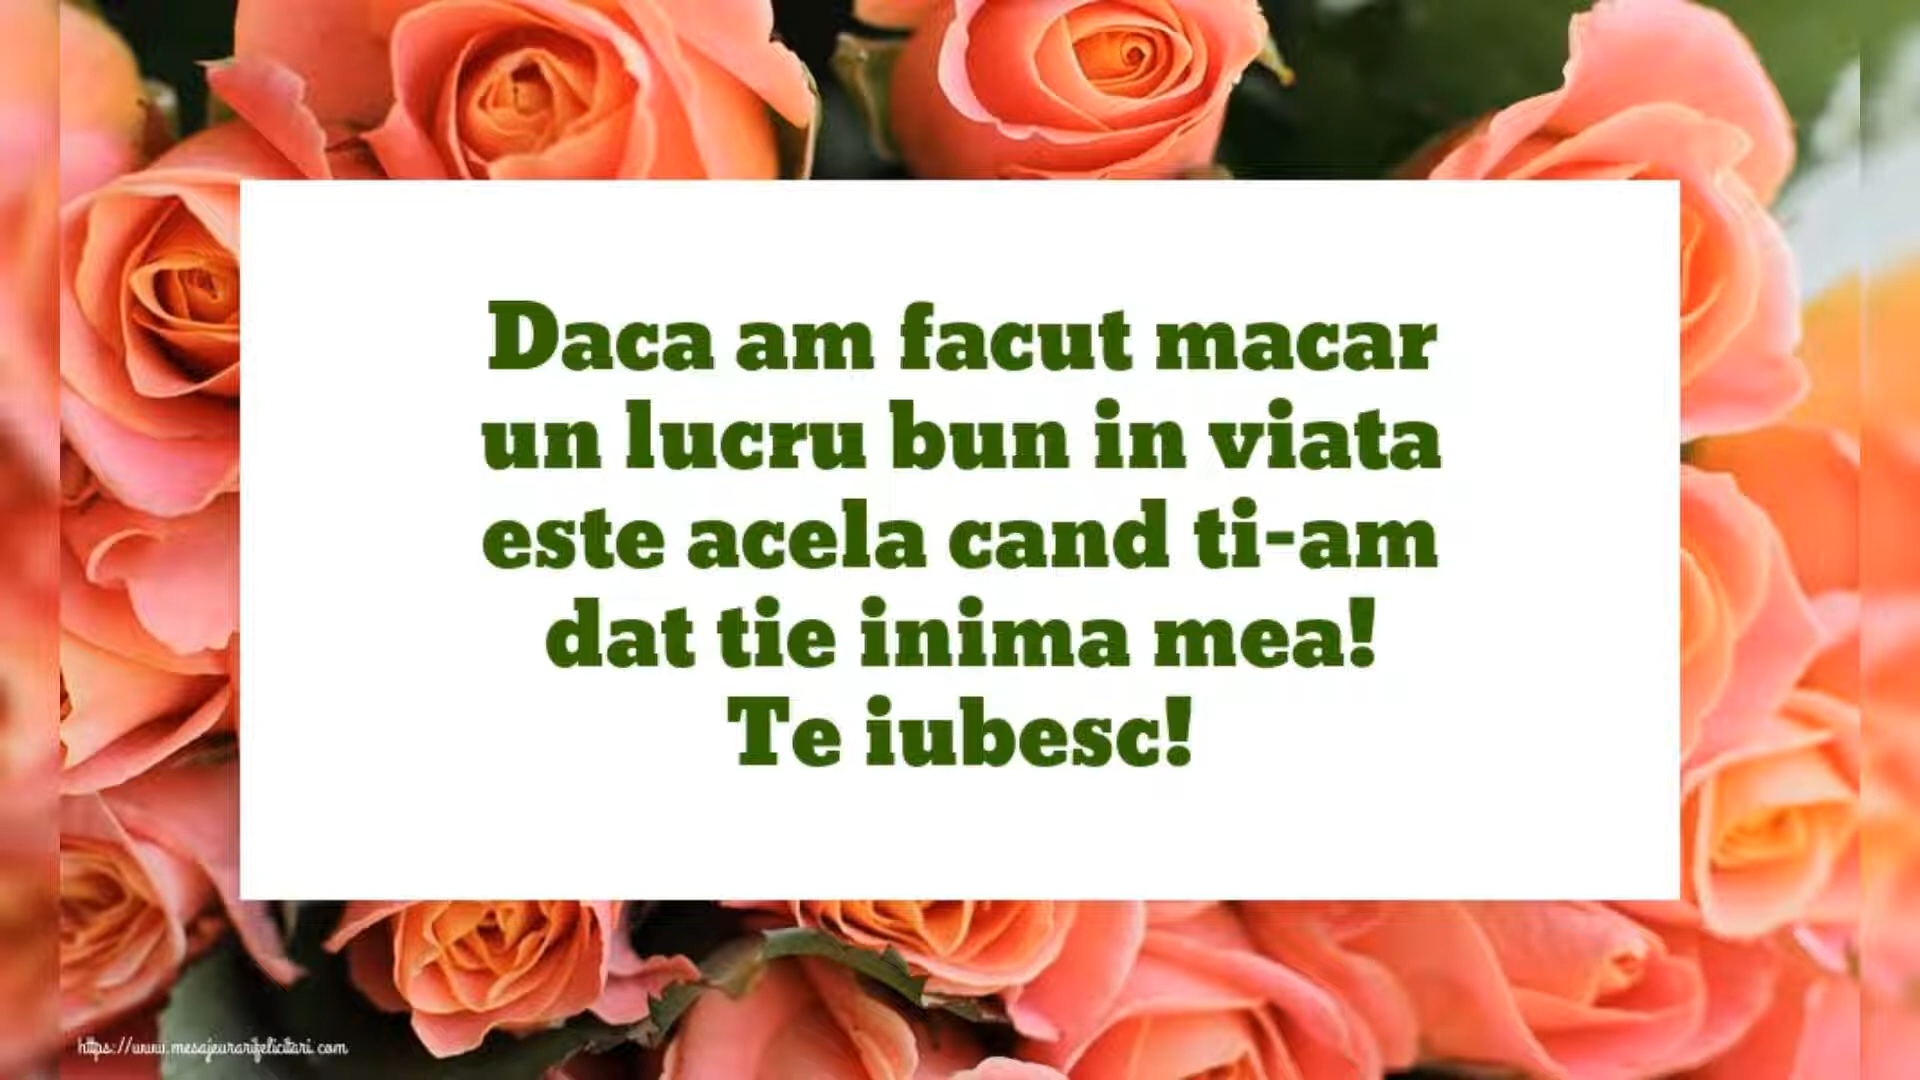 Daca am facut macar
un lucru bun in viata
este acela cand ti-am
dat tie inima mea!
Te iubesc!
https://www.mesajeurarifelicitari.com